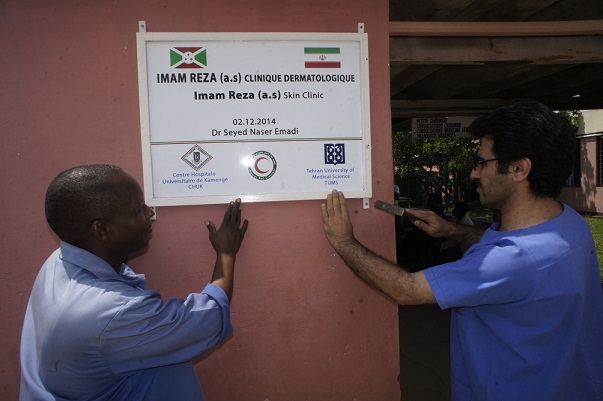 IMAM REZA (a.s) CLINIQUE DERMATOLOGIQUE
Imam Reza (a.s) Skin Clinic
02.12.2014
Dr Seyed Naser Emadi
Centre Hospitalo
Universitaire de Kamenge
CHUK
Tehran University of
Medical Science
TUMS